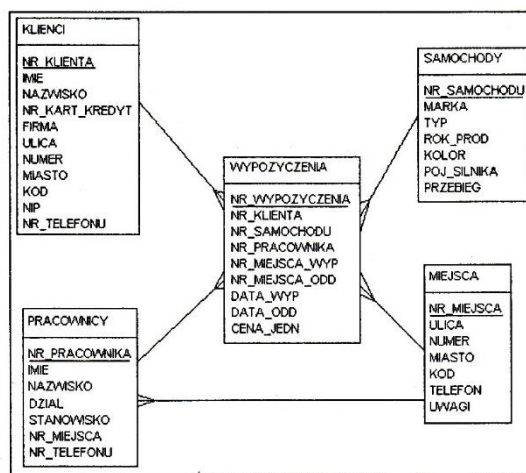 KLIENCI
NR_KLIENTA
IMIE
NAZWISKO
NR_KART_KREDYT
FIRMA
ULICA
NUMER
MIASTO
KOD
NIP
NR_TELEFONU
SAMOCHODY
NR_SAMOCHODU
MARKA
TYP
ROK_PROD
KOLOR
POJ_SILNIKA
PRZEBIEG
WYPOZYCZENIA
NR_WYPOZYCZENIA
NR_KLIENTA
NR_SAMOCHODU
NR_PRACOWNIKA
NR_MIEJSCA_WYP
NR_MIEJSCA_ODD
DATA_WYP
DATA_ODD
CENA_JEDN
MIEJSCA
NR_MIEJSCA
ULICA
NUMER
MIASTO
KOD
TELEFON
UWAGI
PRACOWNICY
NR_PRACOWNIKA
IMIE
NAZWISKO
DZIAL
STANOWISKO
NR_MIEJSCA
NR_TELEFONU